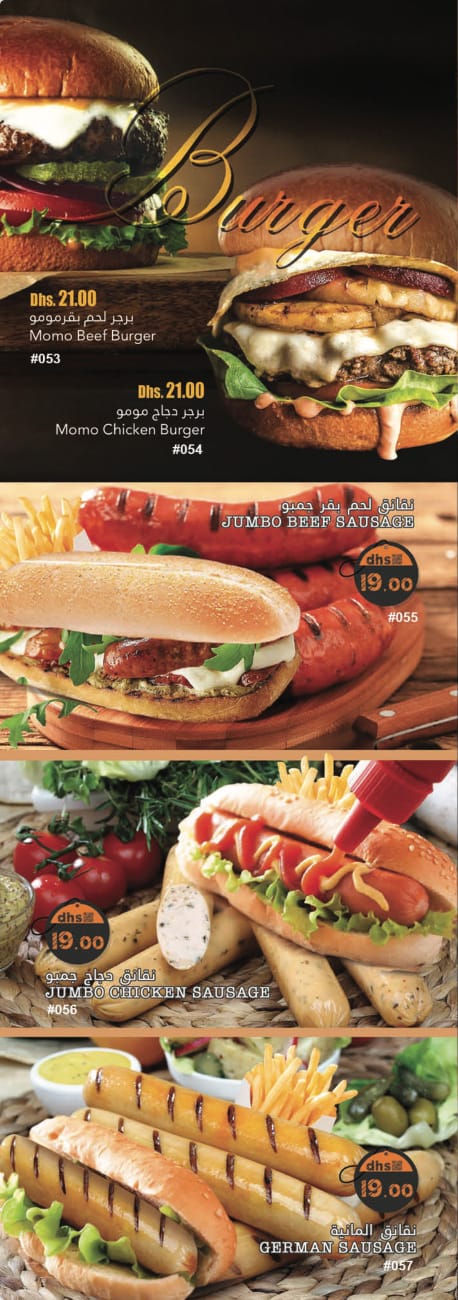 Burger
Dhs. 21.00
برجر لحم بقرمومو
Momo Beef Burger
#053
Dhs. 21.00
برجر دجاج مومو
Momo Chicken Burger
#054
نقانق لحم بقر جمبو
JUMBO BEEF SAUSAGE
dhs
19.00
#055
dhs
19.00
نقانق دجاج جمبو
JUMBO CHICKEN SAUSAGE
#056
dhs
19.00
نقانق المانية
GERMAN SAUSAGE
#057